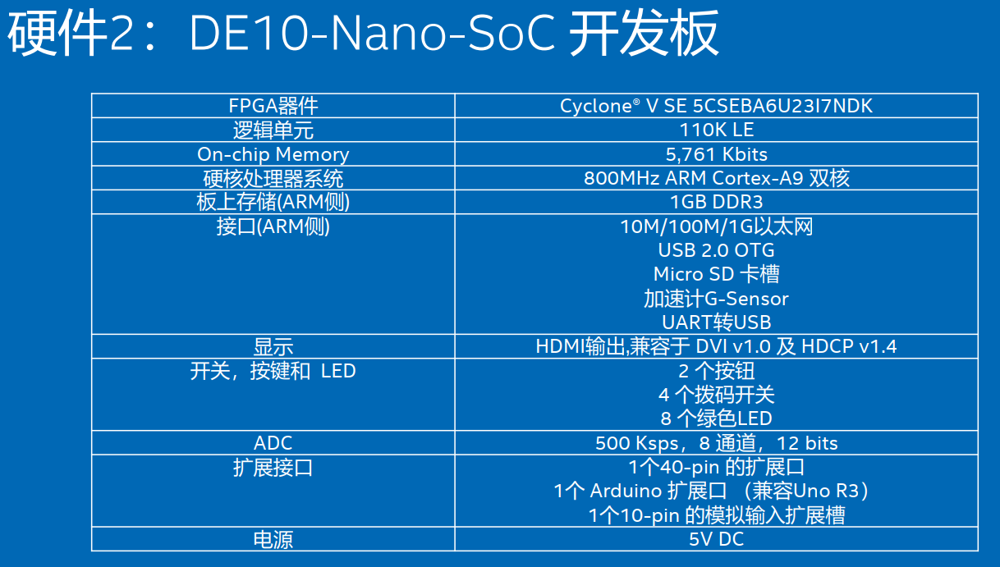 硬件2：DE10-Nano-SoC 开发板
FPGA器件 Cyclone® V SE 5CSEBA6U23I7NDK
逻辑单元 110K LE
On-chip Memory 5,761 Kbits
硬核处理器系统 800MHz ARM Cortex-A9 双核
板上存储(ARM侧) 1GB DDR3
接口(ARM侧) 10M/100M/1G以太网
USB 2.0 OTG
Micro SD 卡槽
加速计G-Sensor
UART转USB
显示 HDMI输出,兼容于 DVI v1.0 及 HDCP v1.4
开关，按键和 LED 2 个按钮
4 个拨码开关
8 个绿色LED
ADC 500 Ksps，8 通道，12 bits
扩展接口 1个40-pin 的扩展口
1个 Arduino 扩展口 （兼容Uno R3）
1个10-pin 的模拟输入扩展槽
电源 5V DC